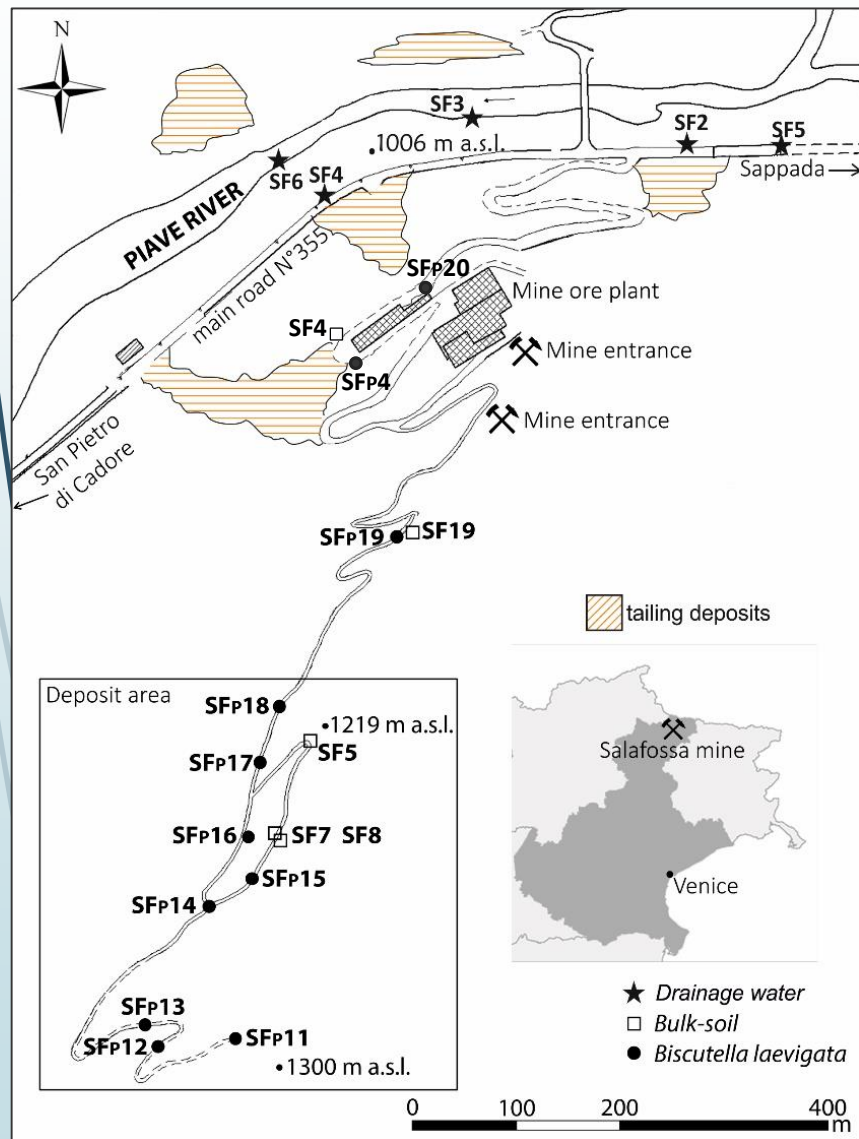 N
SF3
SF2
SF5
1006 m a.s.l.
SF6
SF4
Sappada
PIAVE RIVER
main road N°355
SFP20
Mine ore plant
SF4
Mine entrance
SFP4
Mine entrance
San Pietro
di Cadore
SFP19
SF19
tailing deposits
Deposit area
SFP18
1219 m a.s.l.
SF5
SFP17
Salafossa mine
SFP16
SF7 SF8
SFP15
Venice
SFP14
SFP13
SFP12
SFP11
1300 m a.s.l.
Drainage water
Bulk-soil
Biscutella laevigata
0 100 200 400
m